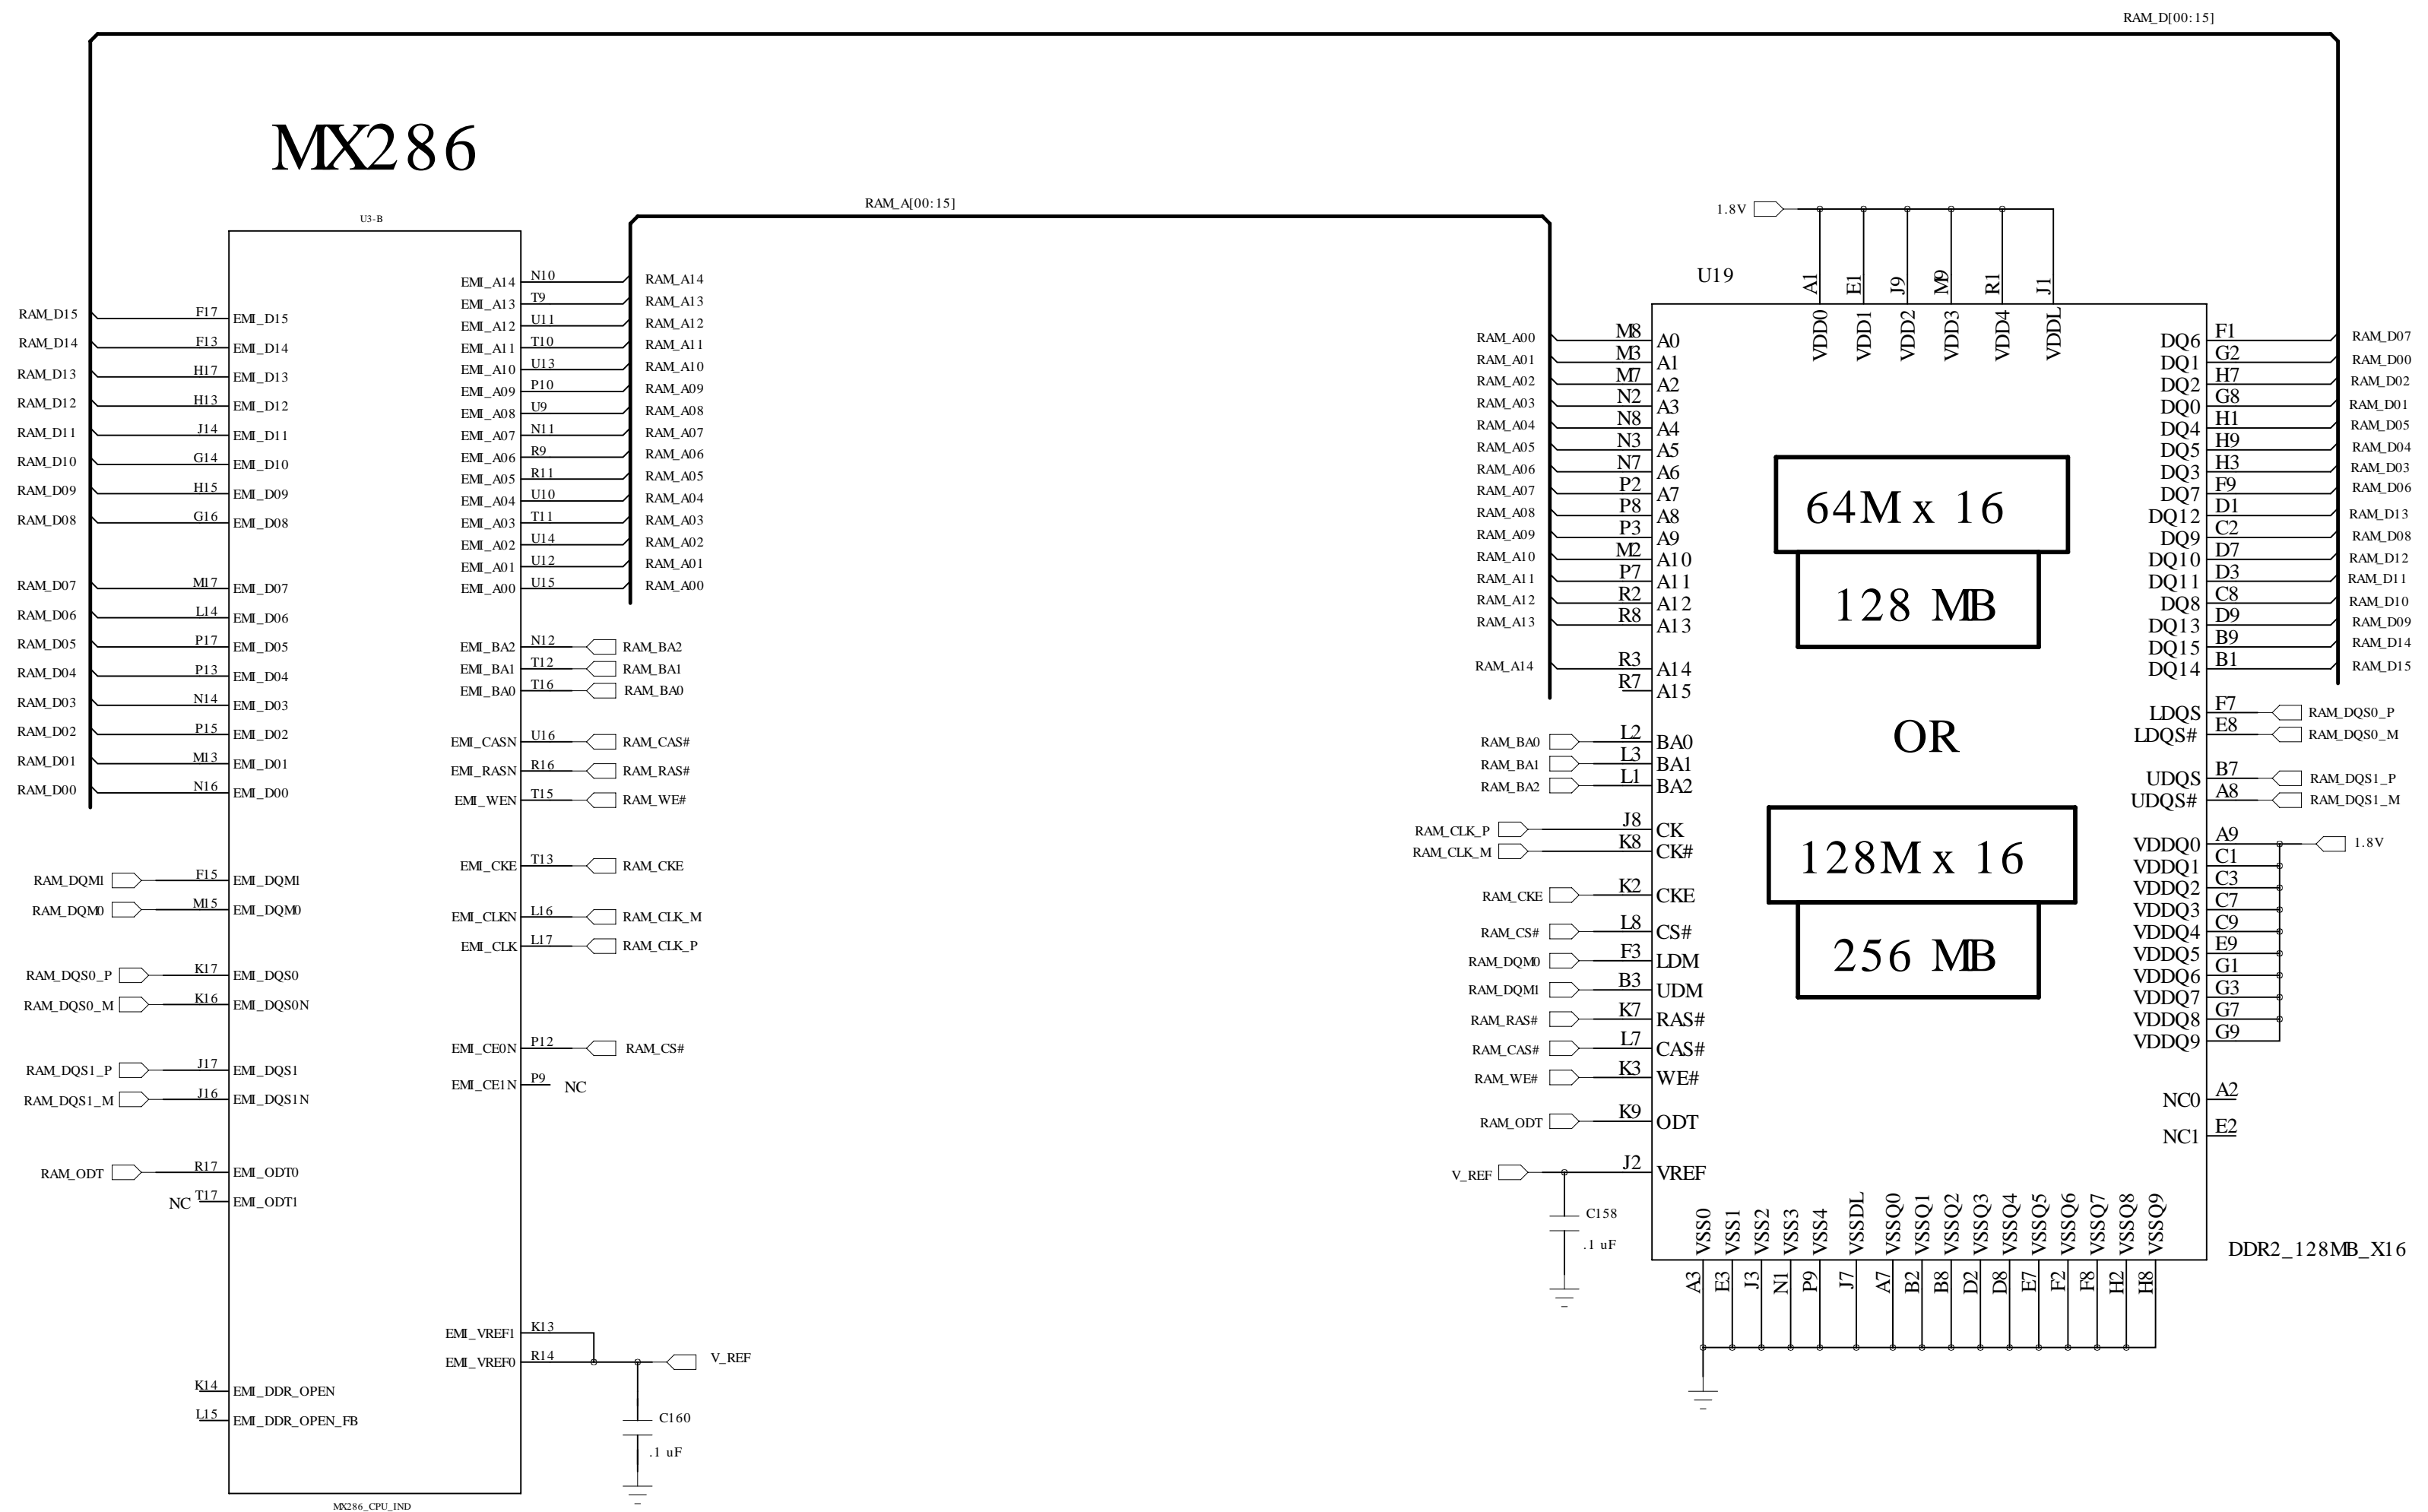 RAM_D[00:15]
MX286
RAM_A[00:15]
U3-B
RAM_D15 F17 EMI_D15
RAM_D14 F13 EMI_D14
RAM_D13 H17 EMI_D13
RAM_D12 H13 EMI_D12
RAM_D11 J14 EMI_D11
RAM_D10 G14 EMI_D10
RAM_D09 H15 EMI_D09
RAM_D08 G16 EMI_D08
RAM_D07 M17 EMI_D07
RAM_D06 L14 EMI_D06
RAM_D05 P17 EMI_D05
RAM_D04 P13 EMI_D04
RAM_D03 N14 EMI_D03
RAM_D02 P15 EMI_D02
RAM_D01 M13 EMI_D01
RAM_D00 N16 EMI_D00
RAM_DQM1 F15 EMI_DQM1
RAM_DQM0 M15 EMI_DQM0
RAM_DQS0_P K17 EMI_DQS0
RAM_DQS0_M K16 EMI_DQS0N
RAM_DQS1_P J17 EMI_DQS1
RAM_DQS1_M J16 EMI_DQS1N
RAM_ODT R17 EMI_ODT0
NC T17 EMI_ODT1
K14 EMI_DDR_OPEN
L15 EMI_DDR_OPEN_FB
EMI_A14 N10 RAM_A14
EMI_A13 T9 RAM_A13
EMI_A12 U11 RAM_A12
EMI_A11 T10 RAM_A11
EMI_A10 U13 RAM_A10
EMI_A09 P10 RAM_A09
EMI_A08 U9 RAM_A08
EMI_A07 N11 RAM_A07
EMI_A06 R9 RAM_A06
EMI_A05 R11 RAM_A05
EMI_A04 U10 RAM_A04
EMI_A03 T11 RAM_A03
EMI_A02 U14 RAM_A02
EMI_A01 U12 RAM_A01
EMI_A00 U15 RAM_A00
EMI_BA2 N12 RAM_BA2
EMI_BA1 T12 RAM_BA1
EMI_BA0 T16 RAM_BA0
EMI_CASN U16 RAM_CAS#
EMI_RASN R16 RAM_RAS#
EMI_WEN T15 RAM_WE#
EMI_CKE T13 RAM_CKE
EMI_CLKN L16 RAM_CLK_M
EMI_CLK L17 RAM_CLK_P
EMI_CE0N P12 RAM_CS#
EMI_CE1N P9 NC
EMI_VREF1 K13
EMI_VREF0 R14 V_REF
C160
.1 uF
MX286_CPU_IND
1.8V
U19
A1 E1 J9 M9 R1 J1
VDD0 VDD1 VDD2 VDD3 VDD4 VDDL
RAM_A00 M8 A0
RAM_A01 M3 A1
RAM_A02 M7 A2
RAM_A03 N2 A3
RAM_A04 N8 A4
RAM_A05 N3 A5
RAM_A06 N7 A6
RAM_A07 P2 A7
RAM_A08 P8 A8
RAM_A09 P3 A9
RAM_A10 M2 A10
RAM_A11 P7 A11
RAM_A12 R2 A12
RAM_A13 R8 A13
RAM_A14 R3 A14
R7 A15
RAM_BA0 L2 BA0
RAM_BA1 L3 BA1
RAM_BA2 L1 BA2
RAM_CLK_P J8 CK
RAM_CLK_M K8 CK#
RAM_CKE K2 CKE
RAM_CS# L8 CS#
RAM_DQM0 F3 LDM
RAM_DQM1 B3 UDM
RAM_RAS# K7 RAS#
RAM_CAS# L7 CAS#
RAM_WE# K3 WE#
RAM_ODT K9 ODT
V_REF J2 VREF
C158
.1 uF
64M x 16
128 MB
OR
128M x 16
256 MB
DQ6 F1 RAM_D07
DQ1 G2 RAM_D00
DQ2 H7 RAM_D02
DQ0 G8 RAM_D01
DQ4 H1 RAM_D05
DQ5 H9 RAM_D04
DQ3 H3 RAM_D03
DQ7 F9 RAM_D06
DQ12 D1 RAM_D13
DQ9 C2 RAM_D08
DQ10 D7 RAM_D12
DQ11 D3 RAM_D11
DQ8 C8 RAM_D10
DQ13 D9 RAM_D09
DQ15 B9 RAM_D14
DQ14 B1 RAM_D15
LDQS F7 RAM_DQS0_P
LDQS# E8 RAM_DQS0_M
UDQS B7 RAM_DQS1_P
UDQS# A8 RAM_DQS1_M
VDDQ0 A9 1.8V
VDDQ1 C1
VDDQ2 C3
VDDQ3 C7
VDDQ4 C9
VDDQ5 E9
VDDQ6 G1
VDDQ7 G3
VDDQ8 G7
VDDQ9 G9
NC0 A2
NC1 E2
VSS0 VSS1 VSS2 VSS3 VSS4 VSSDL VSSQ0 VSSQ1 VSSQ2 VSSQ3 VSSQ4 VSSQ5 VSSQ6 VSSQ7 VSSQ8 VSSQ9
A3 E3 J3 N1 P9 J7 A7 B2 B8 D2 D8 E7 F2 F8 H2 H8
DDR2_128MB_X16